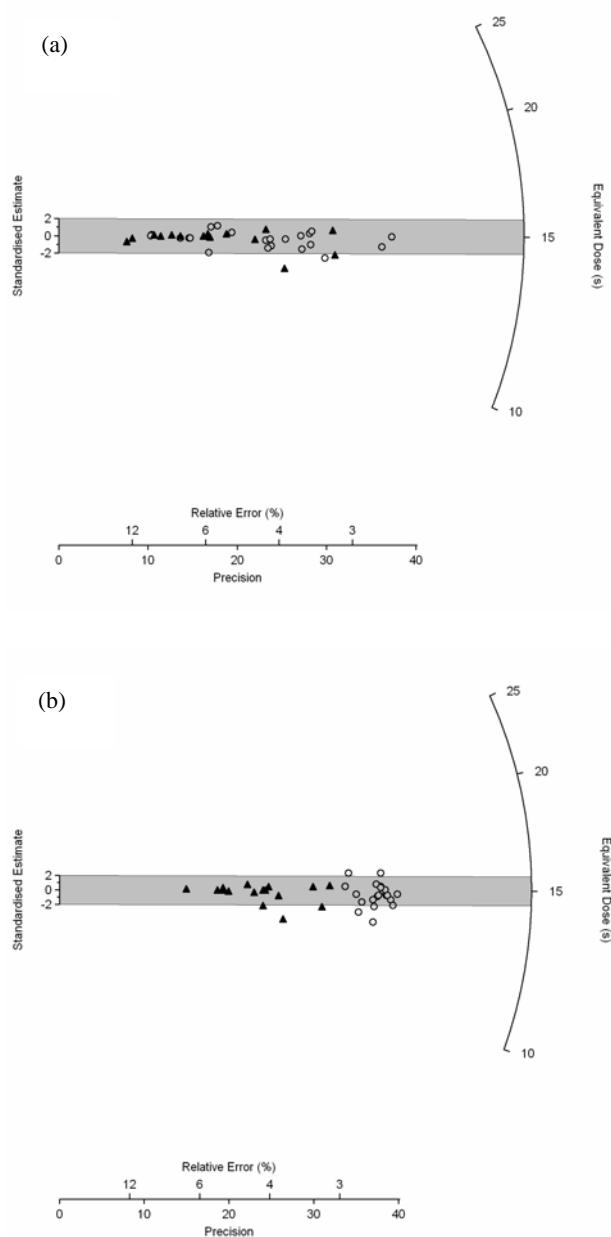 (a)
25
20
15
10
Equivalent Dose (s)
Standardised Estimate
2
0
-2
Relative Error (%)
12 6 4 3
0 10 20 30 40
Precision
(b)
25
20
15
10
Equivalent Dose (s)
Standardised Estimate
2
0
-2
Relative Error (%)
12 6 4 3
0 10 20 30 40
Precision